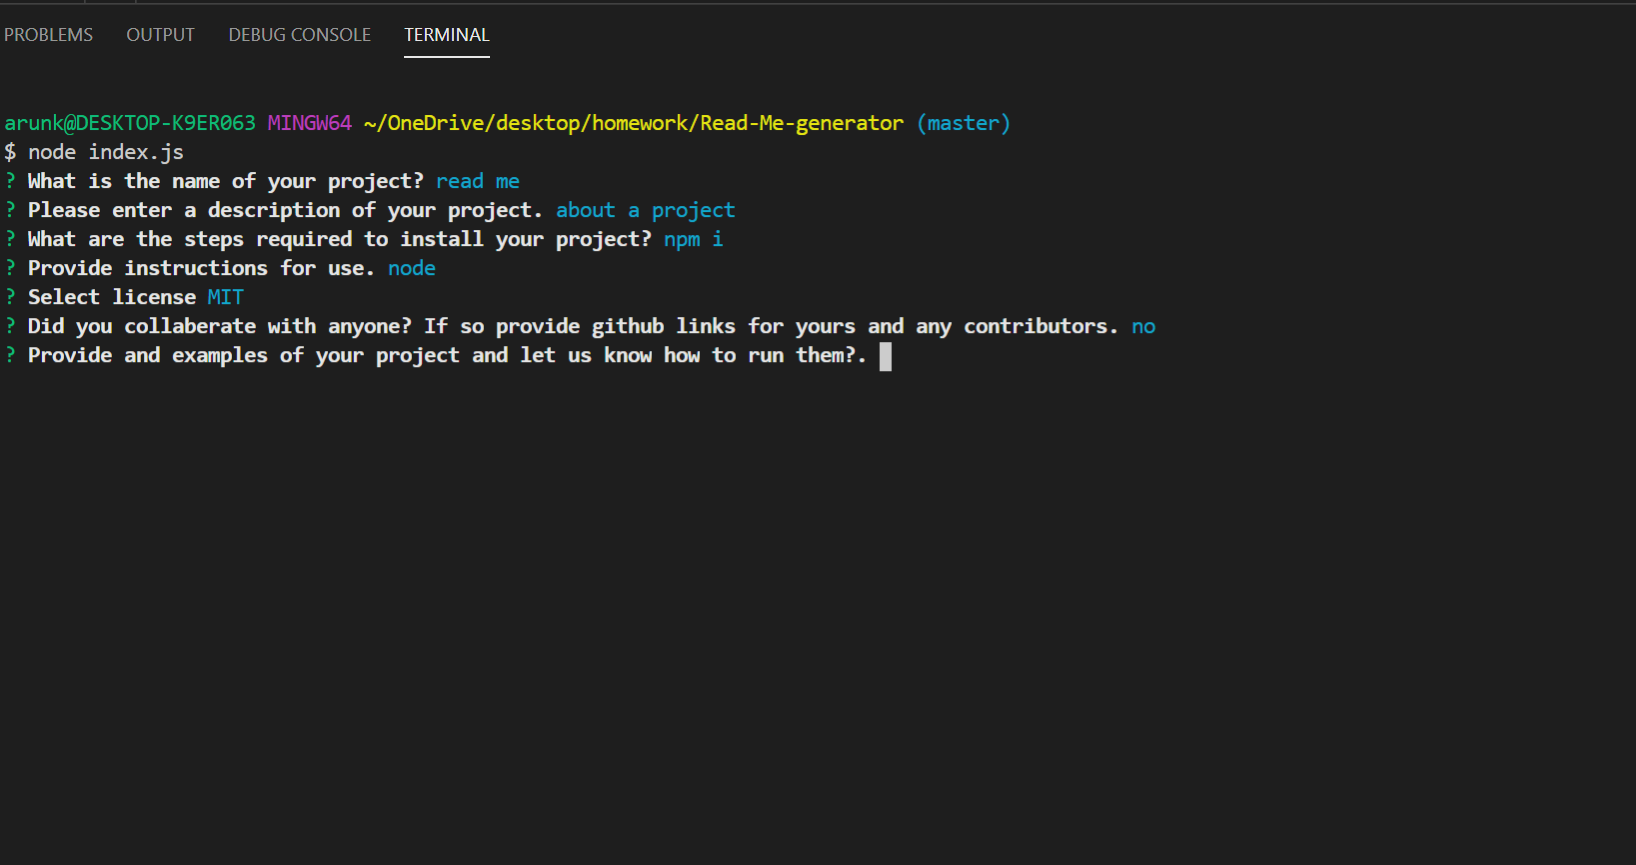 PROBLEMS OUTPUT DEBUG CONSOLE TERMINAL
arunk@DESKTOP-K9ER063 MINGW64 ~/OneDrive/desktop/homework/Read-Me-generator (master)
$ node index.js
? What is the name of your project? read me
? Please enter a description of your project. about a project
? What are the steps required to install your project? npm i
? Provide instructions for use. node
? Select license MIT
? Did you collaberate with anyone? If so provide github links for yours and any contributors. no
? Provide and examples of your project and let us know how to run them?.